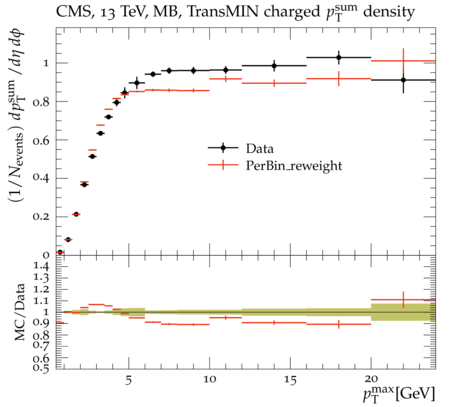 CMS, 13 TeV, MB, TransMIN charged p_T^sum density
(1/N_events) dp_T^sum/dη dφ
1
0.8
0.6
0.4
0.2
0
Data
PerBin_reweight
MC/Data
1.4
1.3
1.2
1.1
1
0.9
0.8
0.7
0.6
0.5
5 10 15 20
p_T^max[GeV]